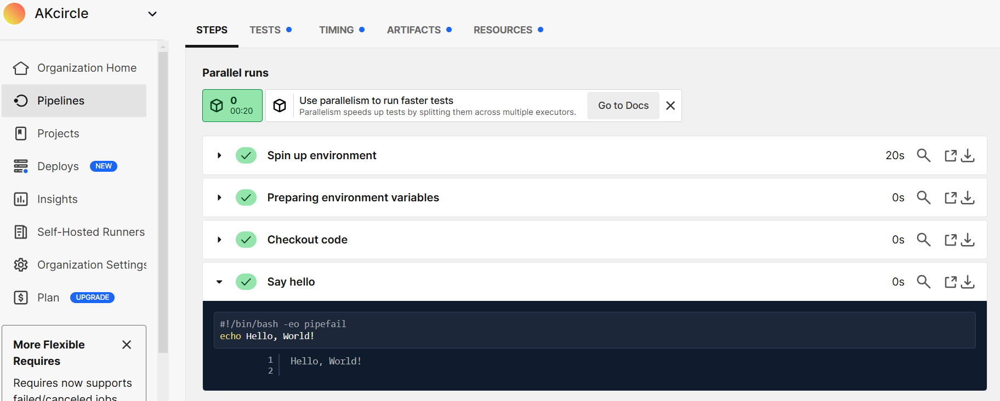 AKcircle
Organization Home
Pipelines
Projects
Deploys NEW
Insights
Self-Hosted Runners
Organization Settings
Plan UPGRADE
More Flexible
Requires
Requires now supports
failed/canceled jobs
STEPS TESTS TIMING ARTIFACTS RESOURCES
Parallel runs
0
00:20
Use parallelism to run faster tests
Parallelism speeds up tests by splitting them across multiple executors.
Go to Docs
Spin up environment 20s
Preparing environment variables 0s
Checkout code 0s
Say hello 0s
#!/bin/bash -eo pipefail
echo Hello, World!
1 Hello, World!
2